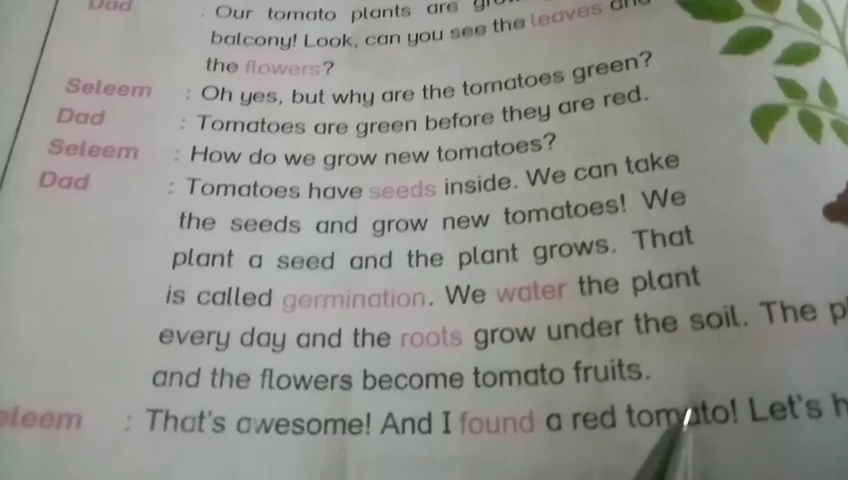 Dad : Our tomato plants are
balcony! Look, can you see the leaves and
the flowers?
Seleem : Oh yes, but why are the tomatoes green?
Dad : Tomatoes are green before they are red.
Seleem : How do we grow new tomatoes?
Dad : Tomatoes have seeds inside. We can take
the seeds and grow new tomatoes! We
plant a seed and the plant grows. That
is called germination. We water the plant
every day and the roots grow under the soil. The
and the flowers become tomato fruits.
eleem : That's awesome! And I found a red tomato! Let's